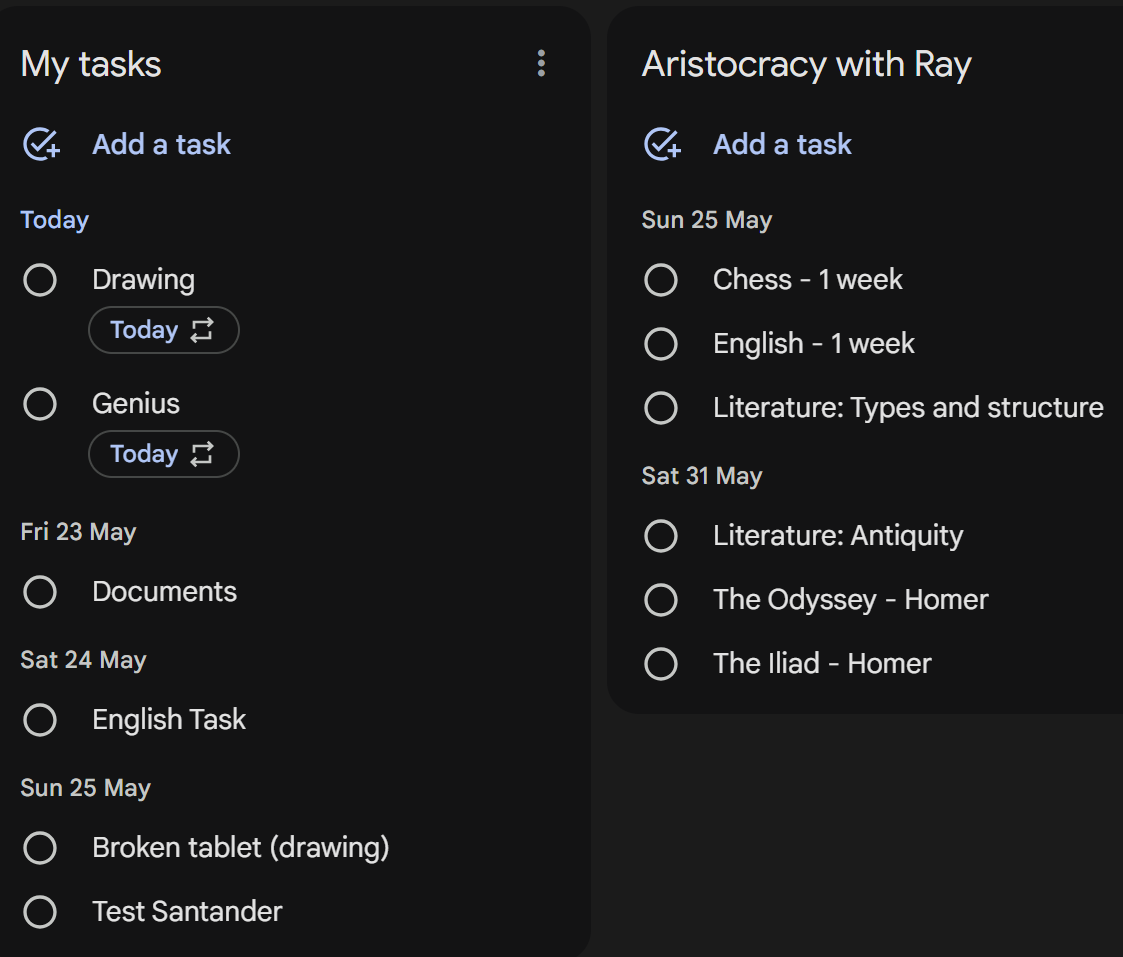 My tasks
Add a task
Today
Drawing
Today
Genius
Today
Fri 23 May
Documents
Sat 24 May
English Task
Sun 25 May
Broken tablet (drawing)
Test Santander
Aristocracy with Ray
Add a task
Sun 25 May
Chess - 1 week
English - 1 week
Literature: Types and structure
Sat 31 May
Literature: Antiquity
The Odyssey - Homer
The Iliad - Homer